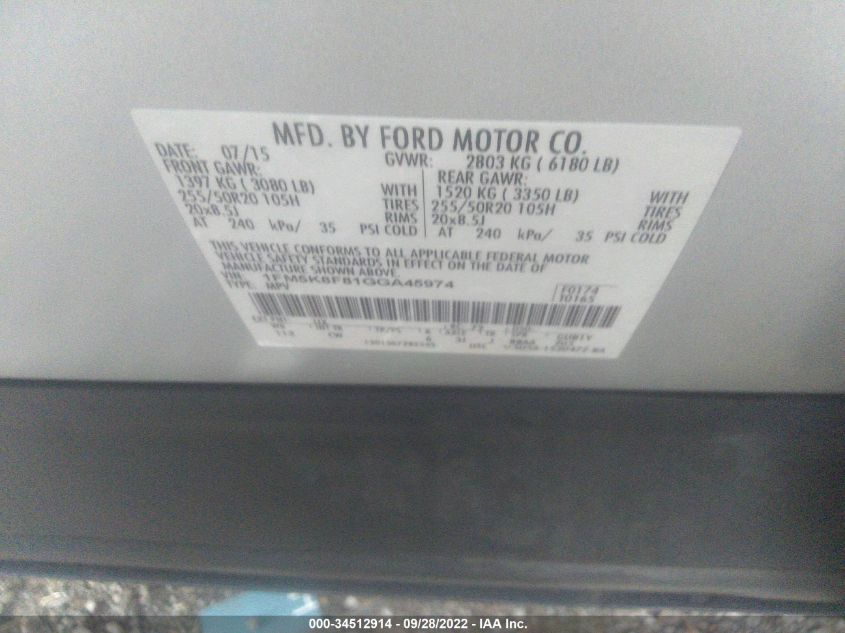 MFD. BY FORD MOTOR CO.
DATE: 07/15 GVWR: 2803 KG ( 6180 LB)
FRONT GAWR: REAR GAWR:
1397 KG ( 3080 LB) WITH 1520 KG ( 3350 LB) WITH
255/50R20 105H TIRES 255/50R20 105H TIRES
20x8.5J RIMS 20x8.5J RIMS
AT 240 kPa/ 35 PSI COLD AT 240 kPa/ 35 PSI COLD
THIS VEHICLE CONFORMS TO ALL APPLICABLE FEDERAL MOTOR
VEHICLE SAFETY STANDARDS IN EFFECT ON THE DATE OF
MANUFACTURE SHOWN ABOVE.
VIN: 1FM5K8F81GGA45974 F0174
TYPE: MPV T0165
000-34512914 - 09/28/2022 - IAA Inc.